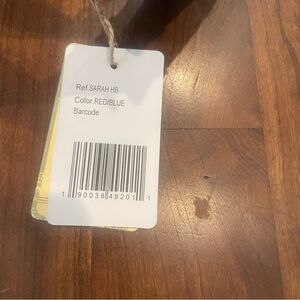 Ref.SARAH HB
Color.RED/BLUE
Barcode
1 90038 49201 1